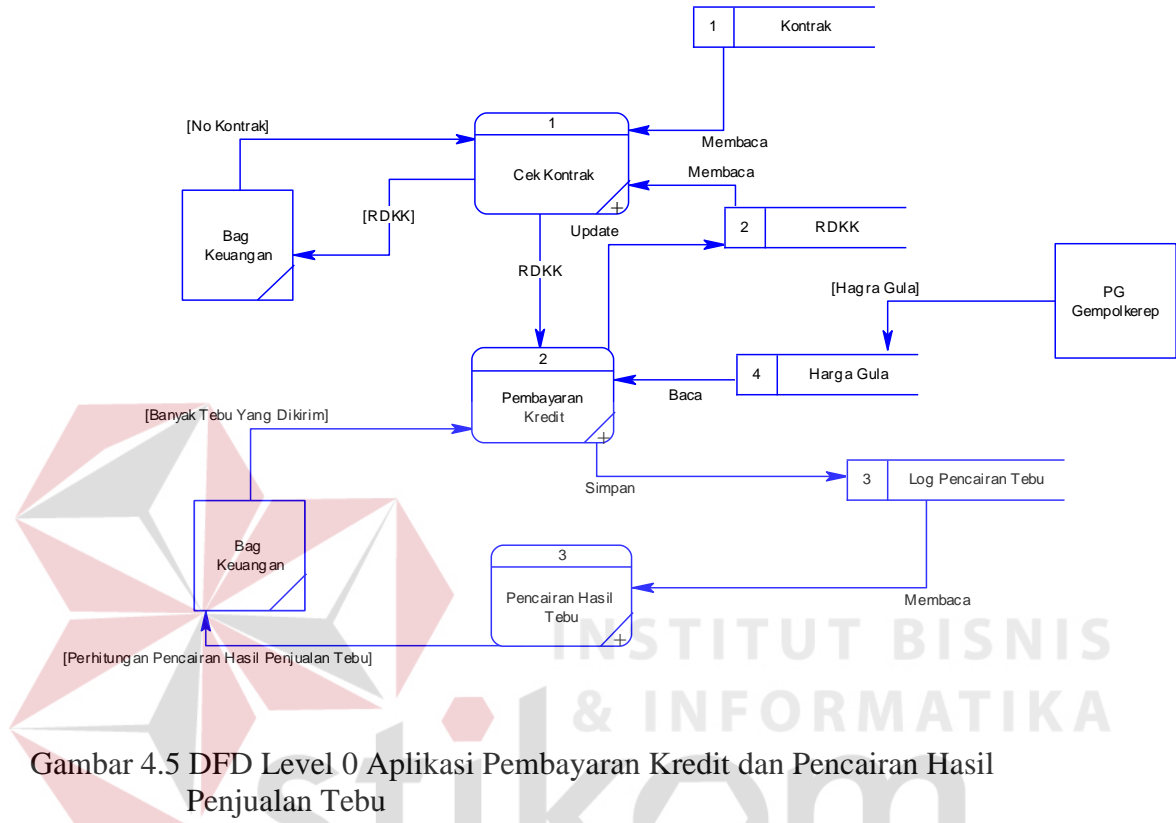 1 Kontrak
[No Kontrak]
1
Membaca
Cek Kontrak
Membaca
[RDKK]
Update
2 RDKK
Bag
Keuangan
RDKK
[Hagra Gula]
PG
Gempolkerep
2
4 Harga Gula
Pembayaran
Kredit
Baca
[Banyak Tebu Yang Dikirim]
Simpan
3 Log Pencairan Tebu
Bag
Keuangan
3
Pencairan Hasil
Tebu
Membaca
[Perhitungan Pencairan Hasil Penjualan Tebu]
INSTITUT BISNIS
& INFORMATIKA
stikom
Gambar 4.5 DFD Level 0 Aplikasi Pembayaran Kredit dan Pencairan Hasil
Penjualan Tebu